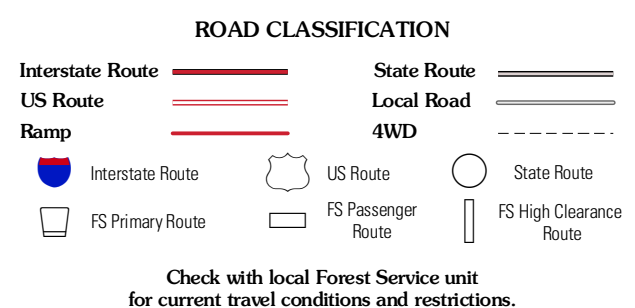 ROAD CLASSIFICATION
Interstate Route
State Route
US Route
Local Road
Ramp
4WD
Interstate Route
US Route
State Route
FS Primary Route
FS Passenger
Route
FS High Clearance
Route
Check with local Forest Service unit
for current travel conditions and restrictions.